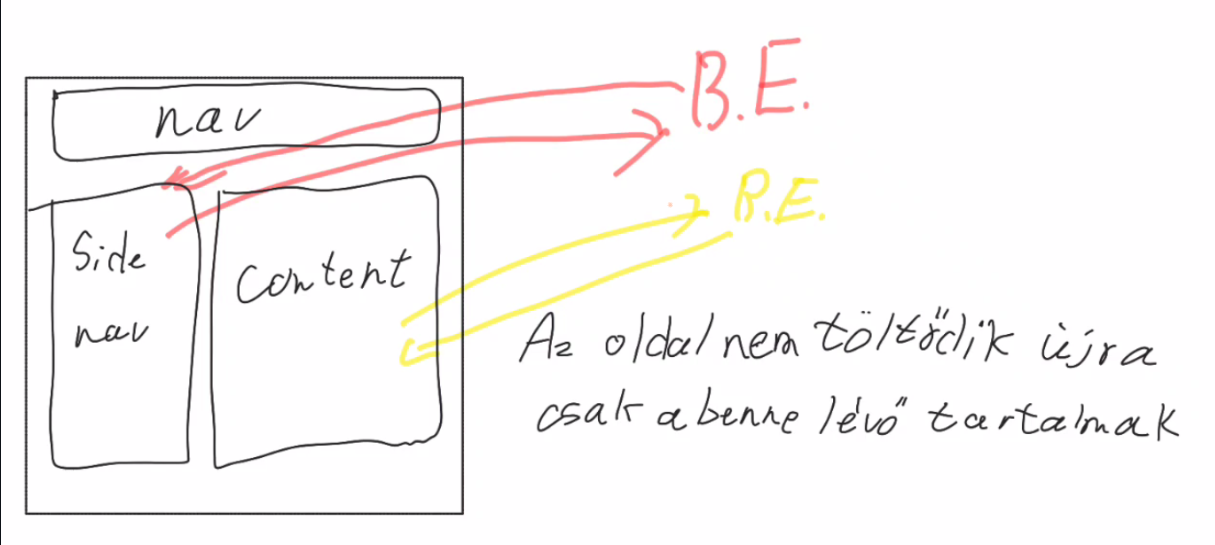 nav
B.E.
Side
nav
Content
B.E.
Az oldal nem töltődik újra
csak a benne lévő tartalmak